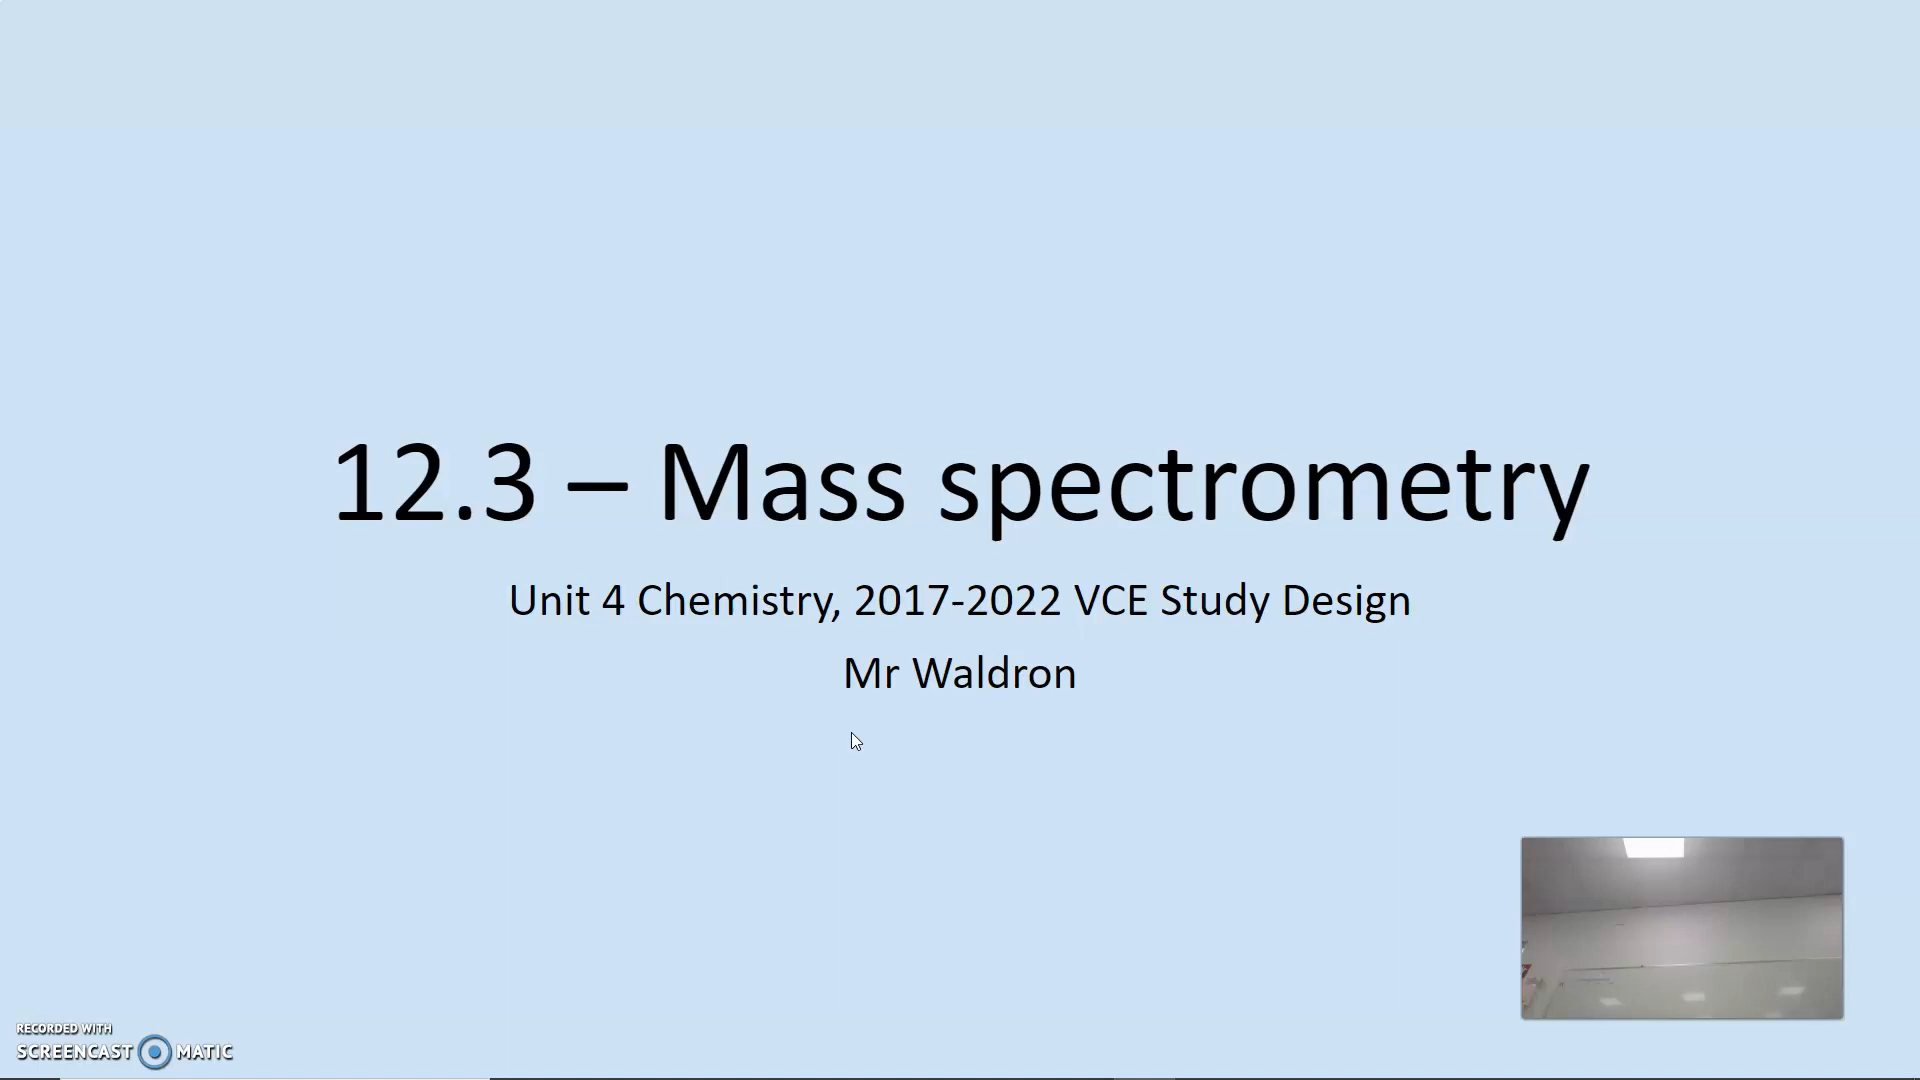 12.3 – Mass spectrometry
Unit 4 Chemistry, 2017-2022 VCE Study Design
Mr Waldron
RECORDED WITH
SCREENCAST MATIC